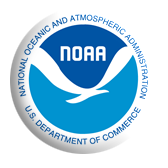 NATIONAL OCEANIC AND ATMOSPHERIC ADMINISTRATION
NOAA
U.S. DEPARTMENT OF COMMERCE